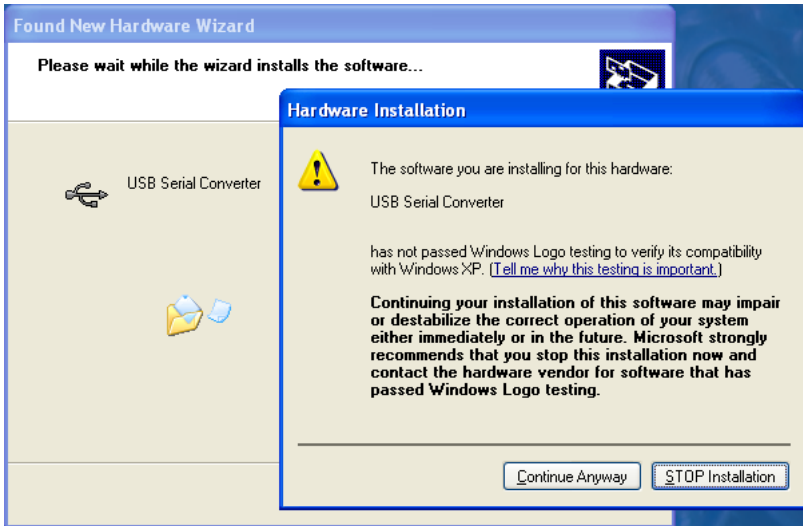 Found New Hardware Wizard
Please wait while the wizard installs the software...
Hardware Installation
USB Serial Converter
The software you are installing for this hardware:
USB Serial Converter
has not passed Windows Logo testing to verify its compatibility
with Windows XP. (Tell me why this testing is important.)
Continuing your installation of this software may impair
or destabilize the correct operation of your system
either immediately or in the future. Microsoft strongly
recommends that you stop this installation now and
contact the hardware vendor for software that has
passed Windows Logo testing.
Continue Anyway
STOP Installation